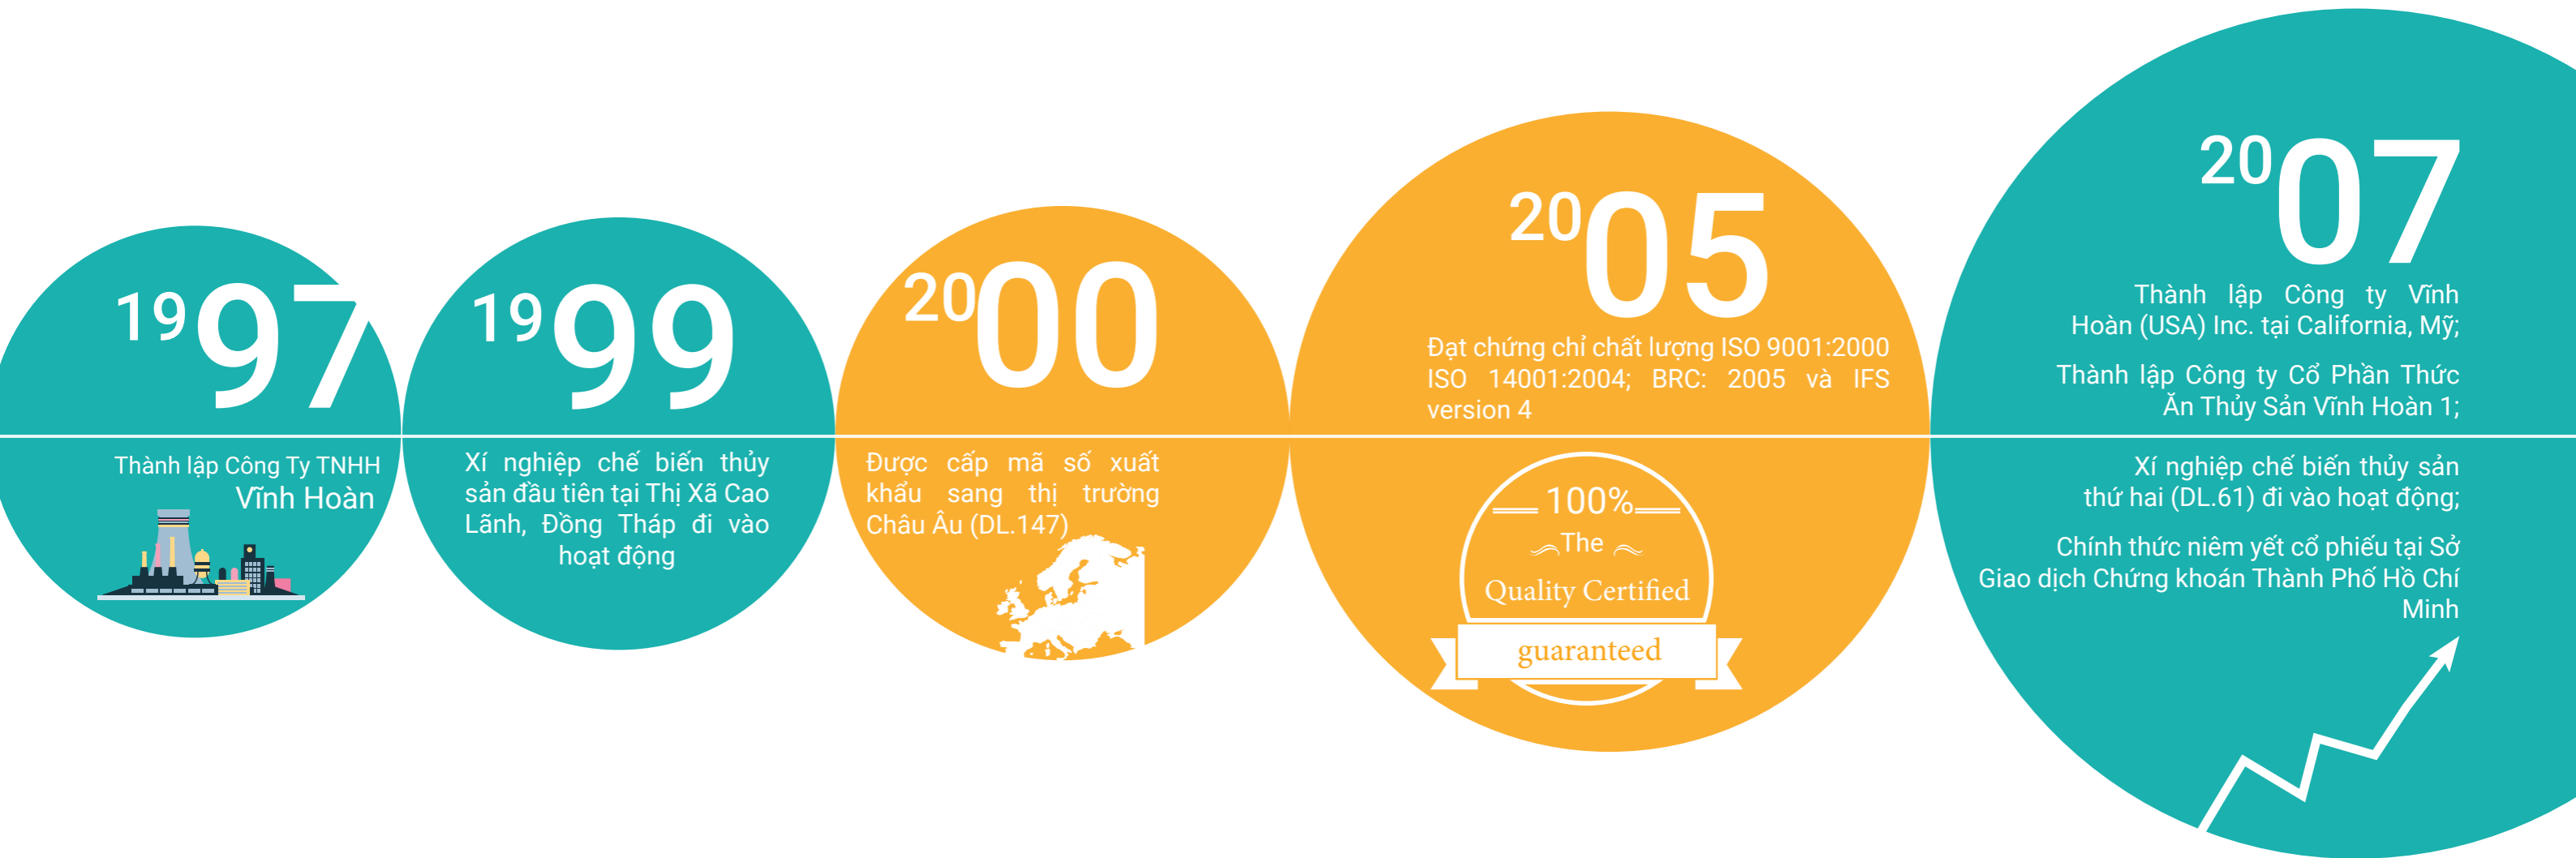 1997
Thành lập Công Ty TNHH
Vĩnh Hoàn
1999
Xí nghiệp chế biến thủy
sản đầu tiên tại Thị Xã Cao
Lãnh, Đồng Tháp đi vào
hoạt động
2000
Được cấp mã số xuất
khẩu sang thị trường
Châu Âu (DL.147)
2005
Đạt chứng chỉ chất lượng ISO 9001:2000
ISO 14001:2004; BRC: 2005 và IFS
version 4
100%
The
Quality Certified
guaranteed
2007
Thành lập Công ty Vĩnh
Hoàn (USA) Inc. tại California, Mỹ;
Thành lập Công ty Cổ Phần Thức
Ăn Thủy Sản Vĩnh Hoàn 1;
Xí nghiệp chế biến thủy sản
thứ hai (DL.61) đi vào hoạt động;
Chính thức niêm yết cổ phiếu tại Sở
Giao dịch Chứng khoán Thành Phố Hồ Chí
Minh